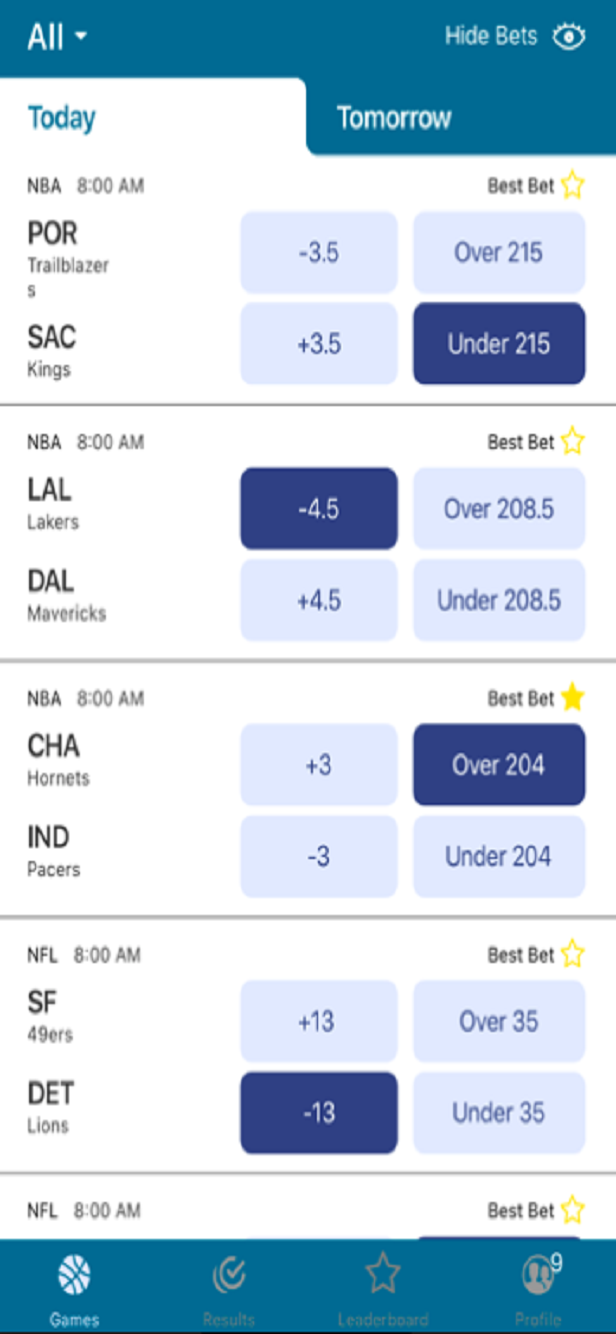 All
Hide Bets
Today
Tomorrow
NBA 8:00 AM
Best Bet
POR
Trailblazer
s
-3.5
Over 215
SAC
Kings
+3.5
Under 215
NBA 8:00 AM
Best Bet
LAL
Lakers
-4.5
Over 208.5
DAL
Mavericks
+4.5
Under 208.5
NBA 8:00 AM
Best Bet
CHA
Hornets
+3
Over 204
IND
Pacers
-3
Under 204
NFL 8:00 AM
Best Bet
SF
49ers
+13
Over 35
DET
Lions
-13
Under 35
NFL 8:00 AM
Best Bet
9
Games
Results
Leaderboard
Profile